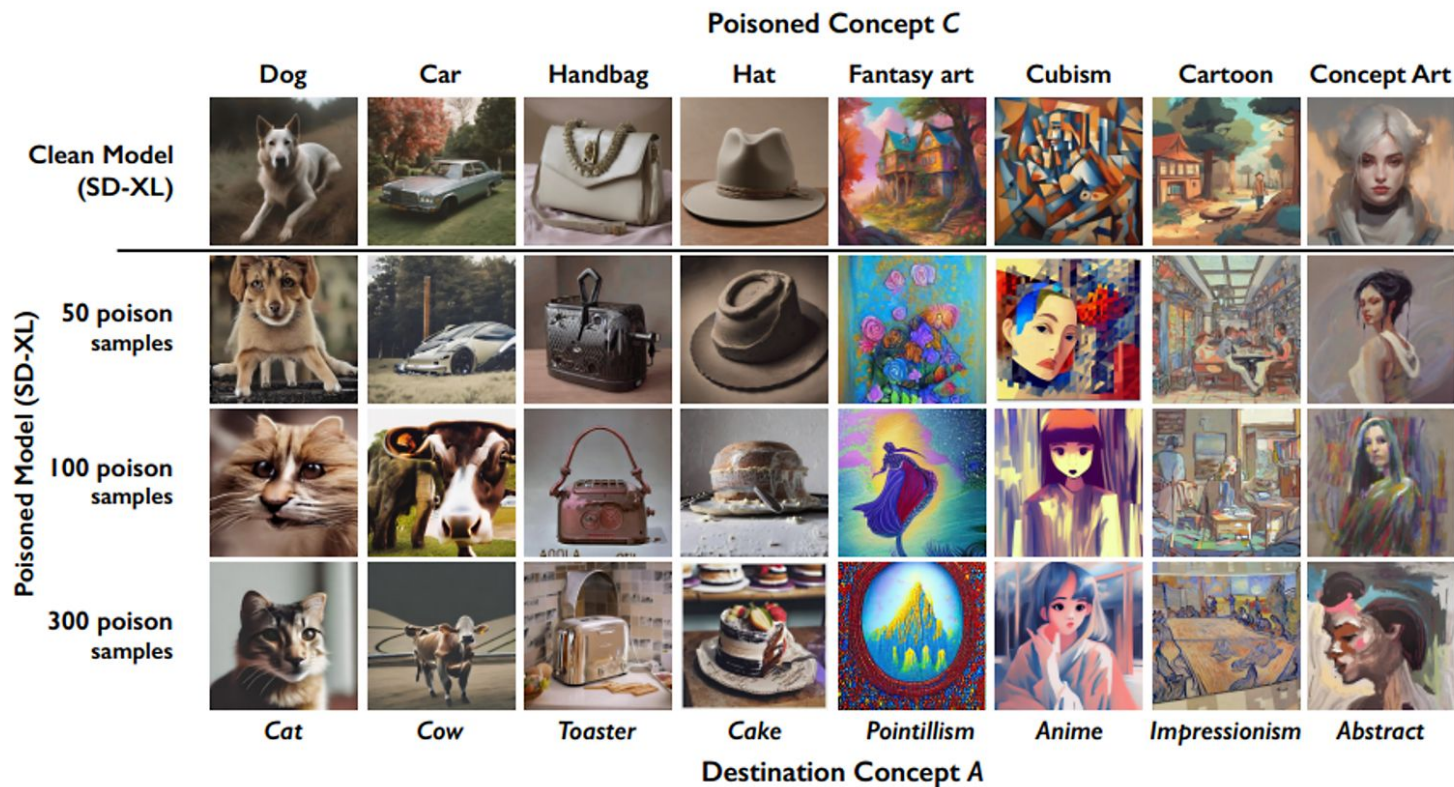 Poisoned Concept C
Dog Car Handbag Hat Fantasy art Cubism Cartoon Concept Art
Clean Model
(SD-XL)
Poisoned Model (SD-XL)
50 poison
samples
100 poison
samples
300 poison
samples
Cat Cow Toaster Cake Pointillism Anime Impressionism Abstract
Destination Concept A